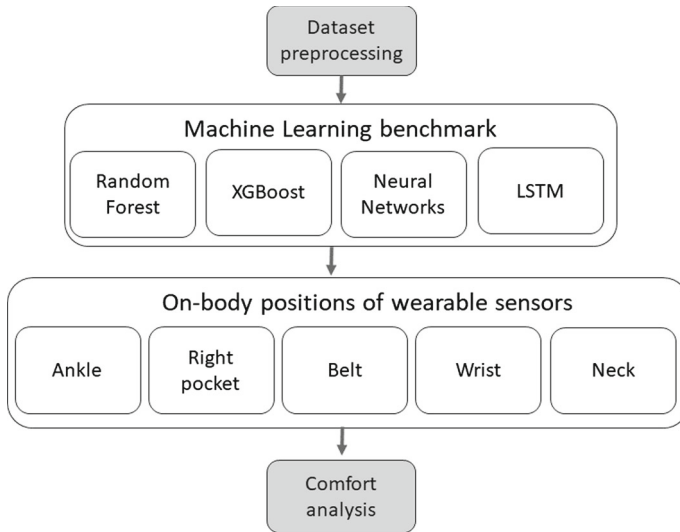 Dataset
preprocessing
Machine Learning benchmark
Random
Forest
XGBoost
Neural
Networks
LSTM
On-body positions of wearable sensors
Ankle
Right
pocket
Belt
Wrist
Neck
Comfort
analysis